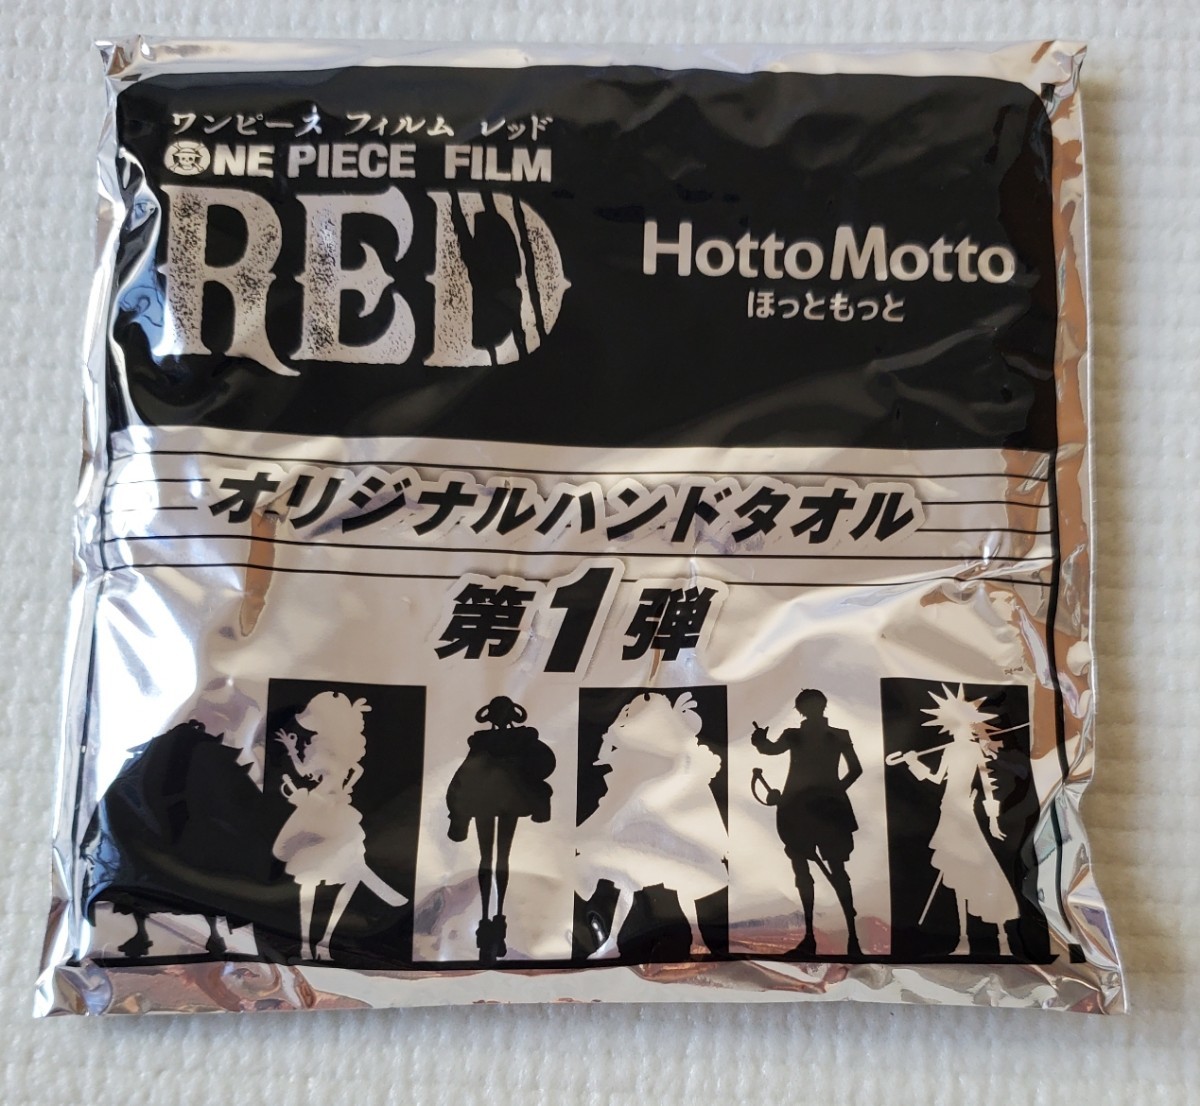 ワンピース フィルム レッド
ONE PIECE FILM
RED
HottoMotto
ほっともっと
オリジナルハンドタオル
第1弾